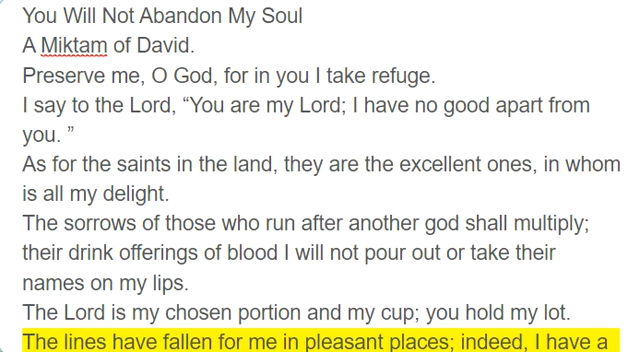 You Will Not Abandon My Soul
A Miktam of David.
Preserve me, O God, for in you I take refuge.
I say to the Lord, “You are my Lord; I have no good apart from
you. ”
As for the saints in the land, they are the excellent ones, in whom
is all my delight.
The sorrows of those who run after another god shall multiply;
their drink offerings of blood I will not pour out or take their
names on my lips.
The Lord is my chosen portion and my cup; you hold my lot.
The lines have fallen for me in pleasant places; indeed, I have a